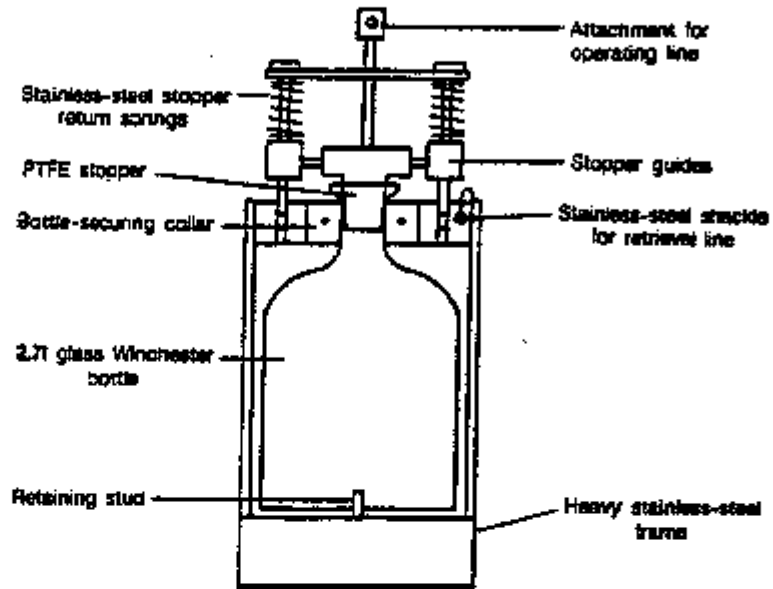 Attachment for
operating line
Stainless-steel stopper
return springs
PTFE stopper
Stopper guides
Bottle-securing collar
Stainless-steel shackle
for retrieval line
2.7l glass Winchester
bottle
Retaining stud
Heavy stainless-steel
frame